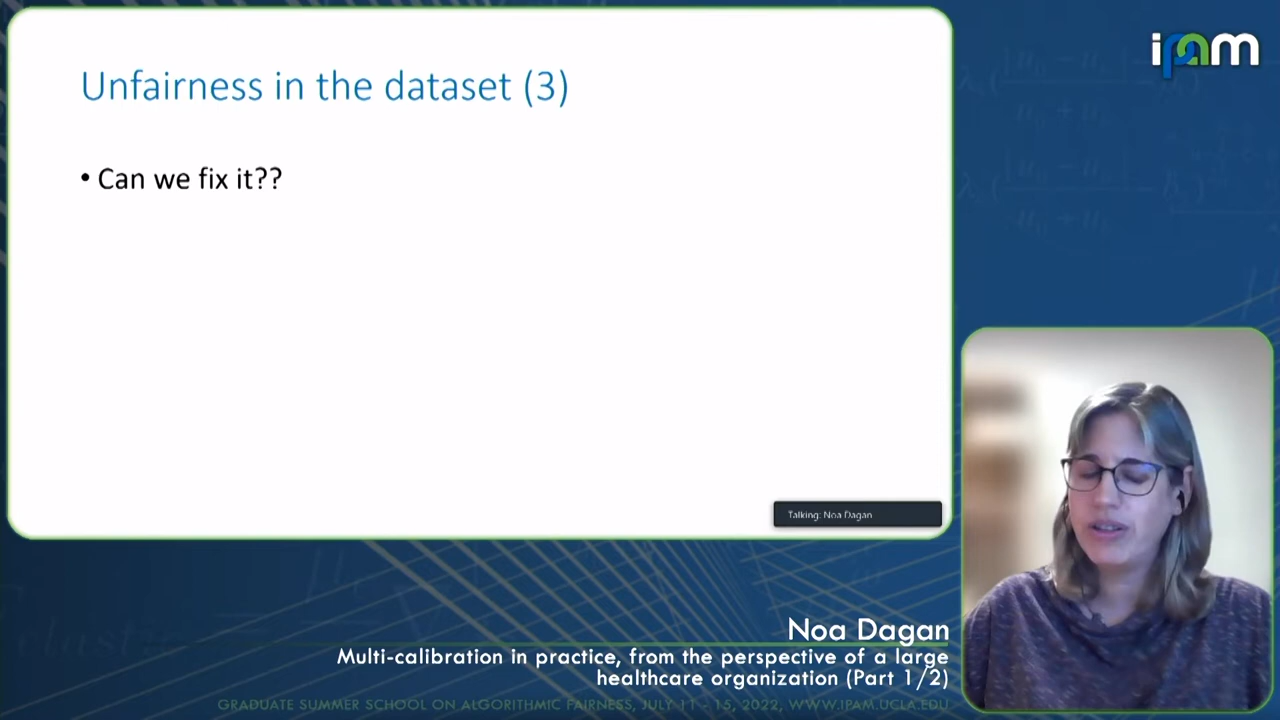 ipam
Unfairness in the dataset (3)
• Can we fix it??
Talking: Noa Dagan
Noa Dagan
Multi-calibration in practice, from the perspective of a large
healthcare organization (Part 1/2)
GRADUATE SUMMER SCHOOL ON ALGORITHMIC FAIRNESS, JULY 11 - 15, 2022, WWW.IPAM.UCLA.EDU